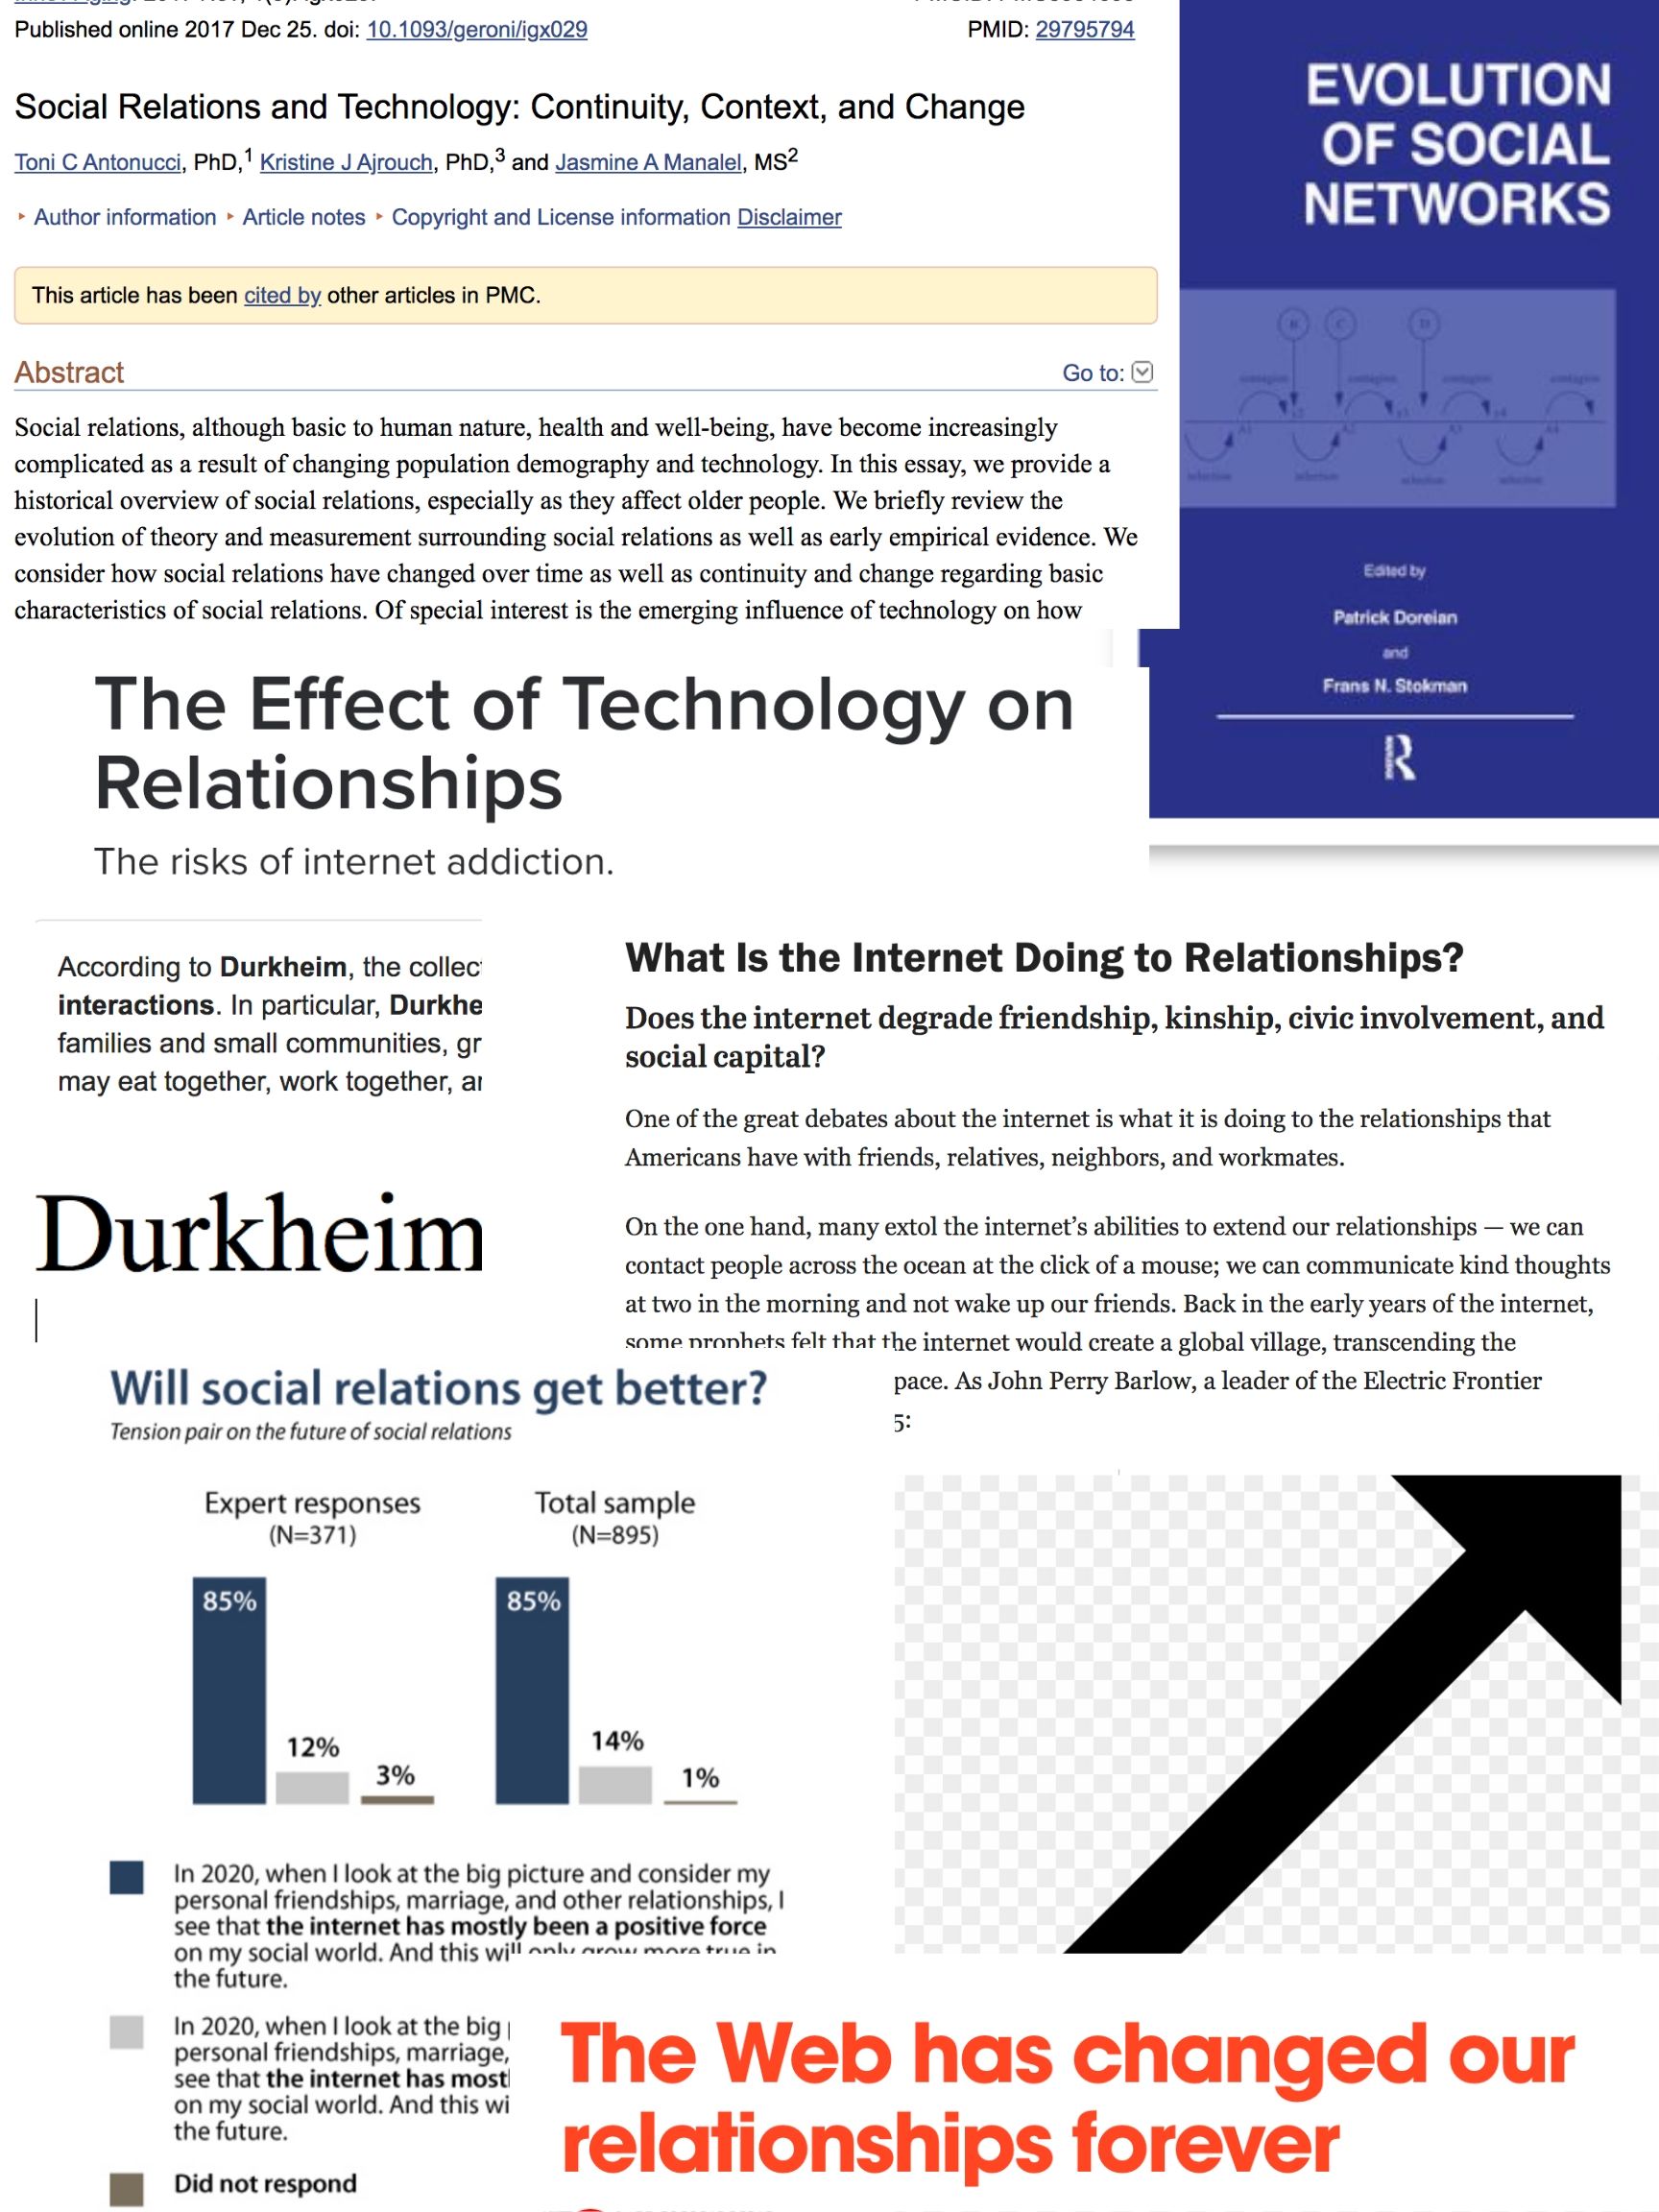 Published online 2017 Dec 25. doi: 10.1093/geroni/igx029
PMID: 29795794
Social Relations and Technology: Continuity, Context, and Change
Toni C Antonucci, PhD,1 Kristine J Ajrouch, PhD,3 and Jasmine A Manalel, MS2
Author information Article notes Copyright and License information Disclaimer
This article has been cited by other articles in PMC.
Abstract
Go to:
Social relations, although basic to human nature, health and well-being, have become increasingly
complicated as a result of changing population demography and technology. In this essay, we provide a
historical overview of social relations, especially as they affect older people. We briefly review the
evolution of theory and measurement surrounding social relations as well as early empirical evidence. We
consider how social relations have changed over time as well as continuity and change regarding basic
characteristics of social relations. Of special interest is the emerging influence of technology on how
EVOLUTION
OF SOCIAL
NETWORKS
Edited by
Patrick Doreian
and
Frans N. Stokman
R
The Effect of Technology on
Relationships
The risks of internet addiction.
According to Durkheim, the collec
interactions. In particular, Durkhe
families and small communities, gr
may eat together, work together, ar
Durkheim
What Is the Internet Doing to Relationships?
Does the internet degrade friendship, kinship, civic involvement, and
social capital?
One of the great debates about the internet is what it is doing to the relationships that
Americans have with friends, relatives, neighbors, and workmates.
On the one hand, many extol the internet's abilities to extend our relationships — we can
contact people across the ocean at the click of a mouse; we can communicate kind thoughts
at two in the morning and not wake up our friends. Back in the early years of the internet,
some prophets felt that the internet would create a global village, transcending the
pace. As John Perry Barlow, a leader of the Electric Frontier
5:
Will social relations get better?
Tension pair on the future of social relations
Expert responses
(N=371)
Total sample
(N=895)
85%
12%
3%
85%
14%
1%
In 2020, when I look at the big picture and consider my
personal friendships, marriage, and other relationships, I
see that the internet has mostly been a positive force
on my social world. And this will only grow more true in
the future.
In 2020, when I look at the big
personal friendships, marriage,
see that the internet has mostl
on my social world. And this wi
the future.
Did not respond
The Web has changed our
relationships forever